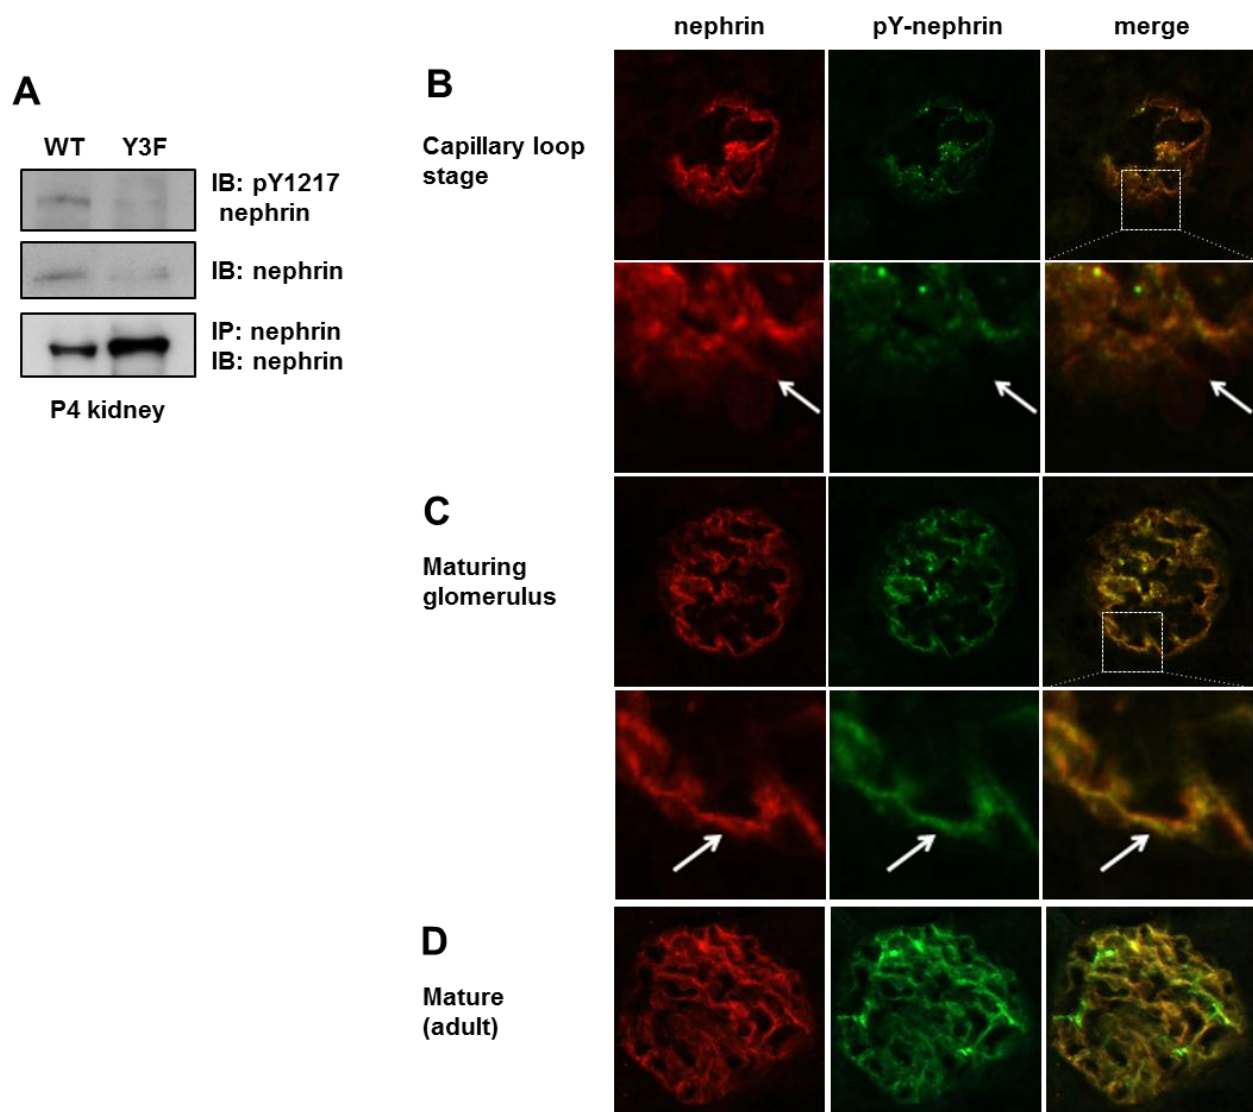 A
WT Y3F
IB: pY1217
nephrin
IB: nephrin
IP: nephrin
IB: nephrin
P4 kidney
nephrin pY-nephrin merge
B
Capillary loop
stage
C
Maturing
glomerulus
D
Mature
(adult)